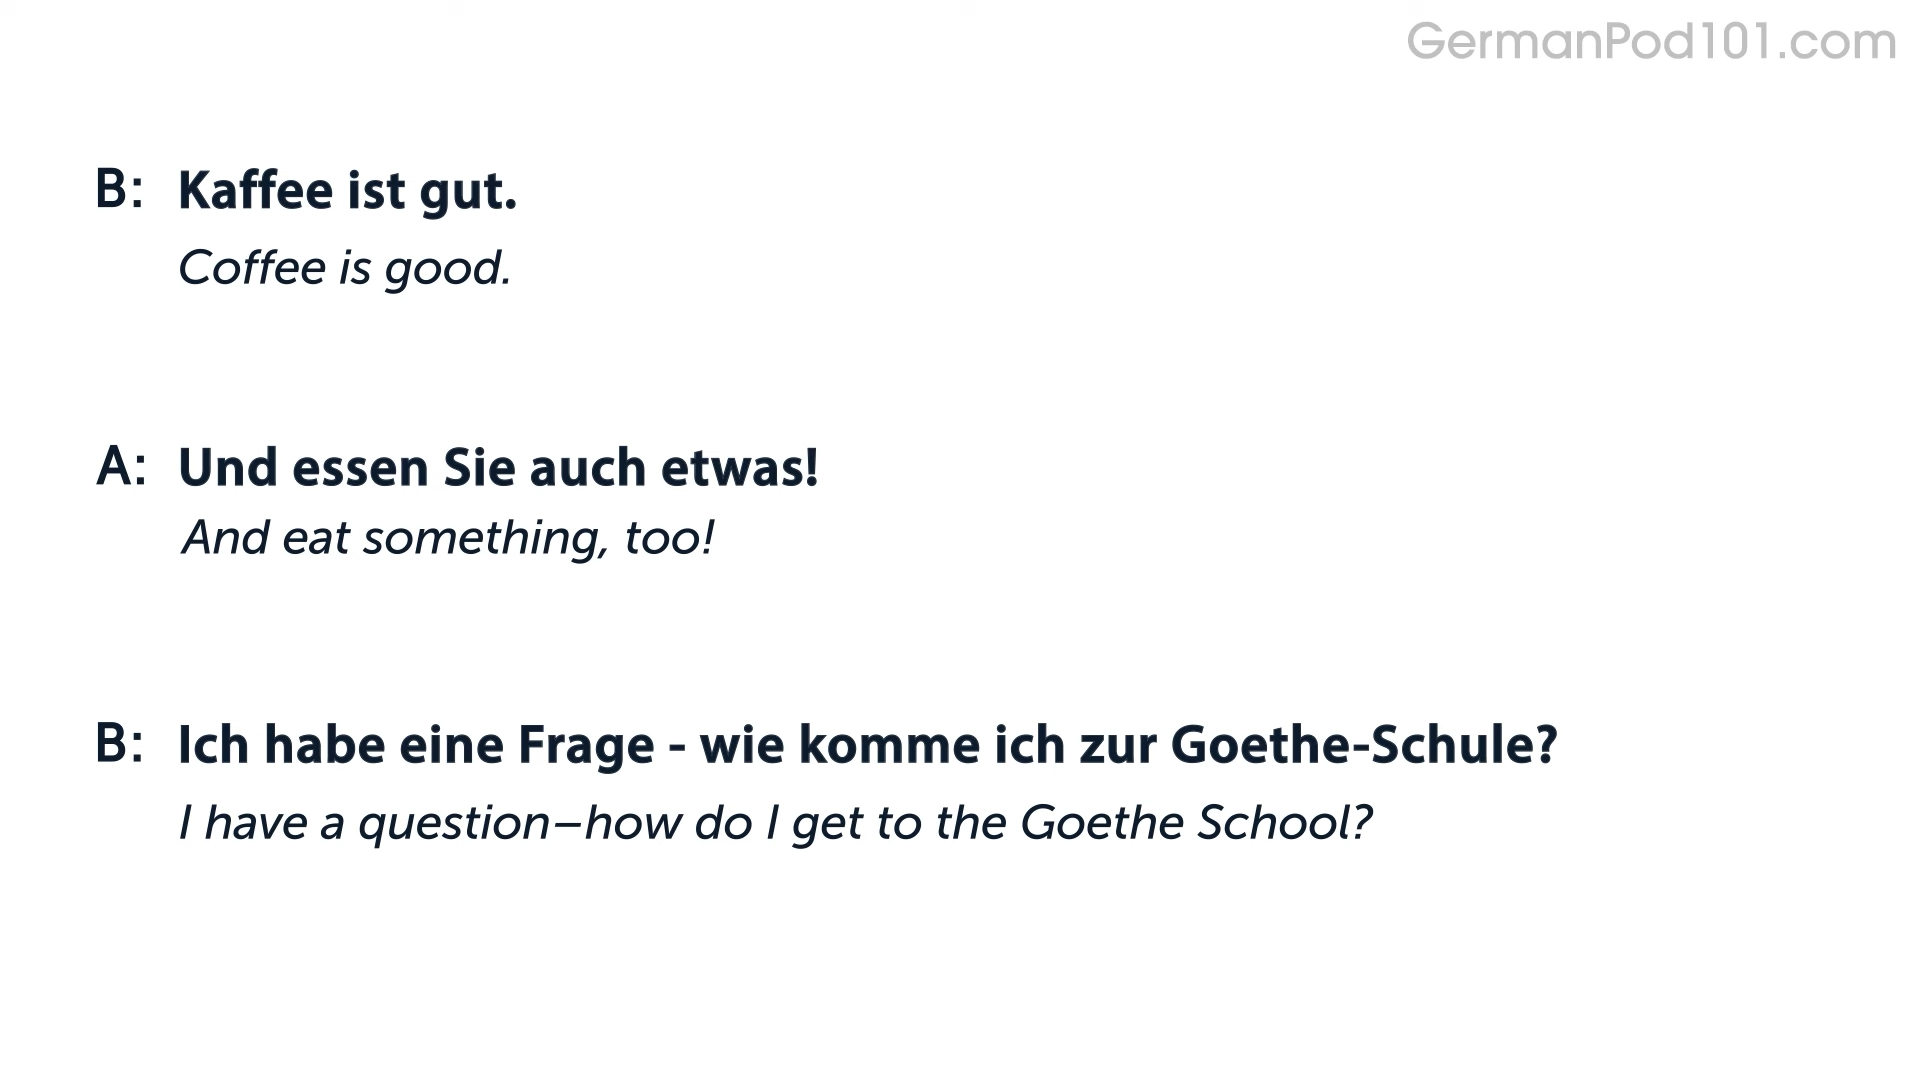 GermanPod101.com
B: Kaffee ist gut.
Coffee is good.
A: Und essen Sie auch etwas!
And eat something, too!
B: Ich habe eine Frage - wie komme ich zur Goethe-Schule?
I have a question–how do I get to the Goethe School?